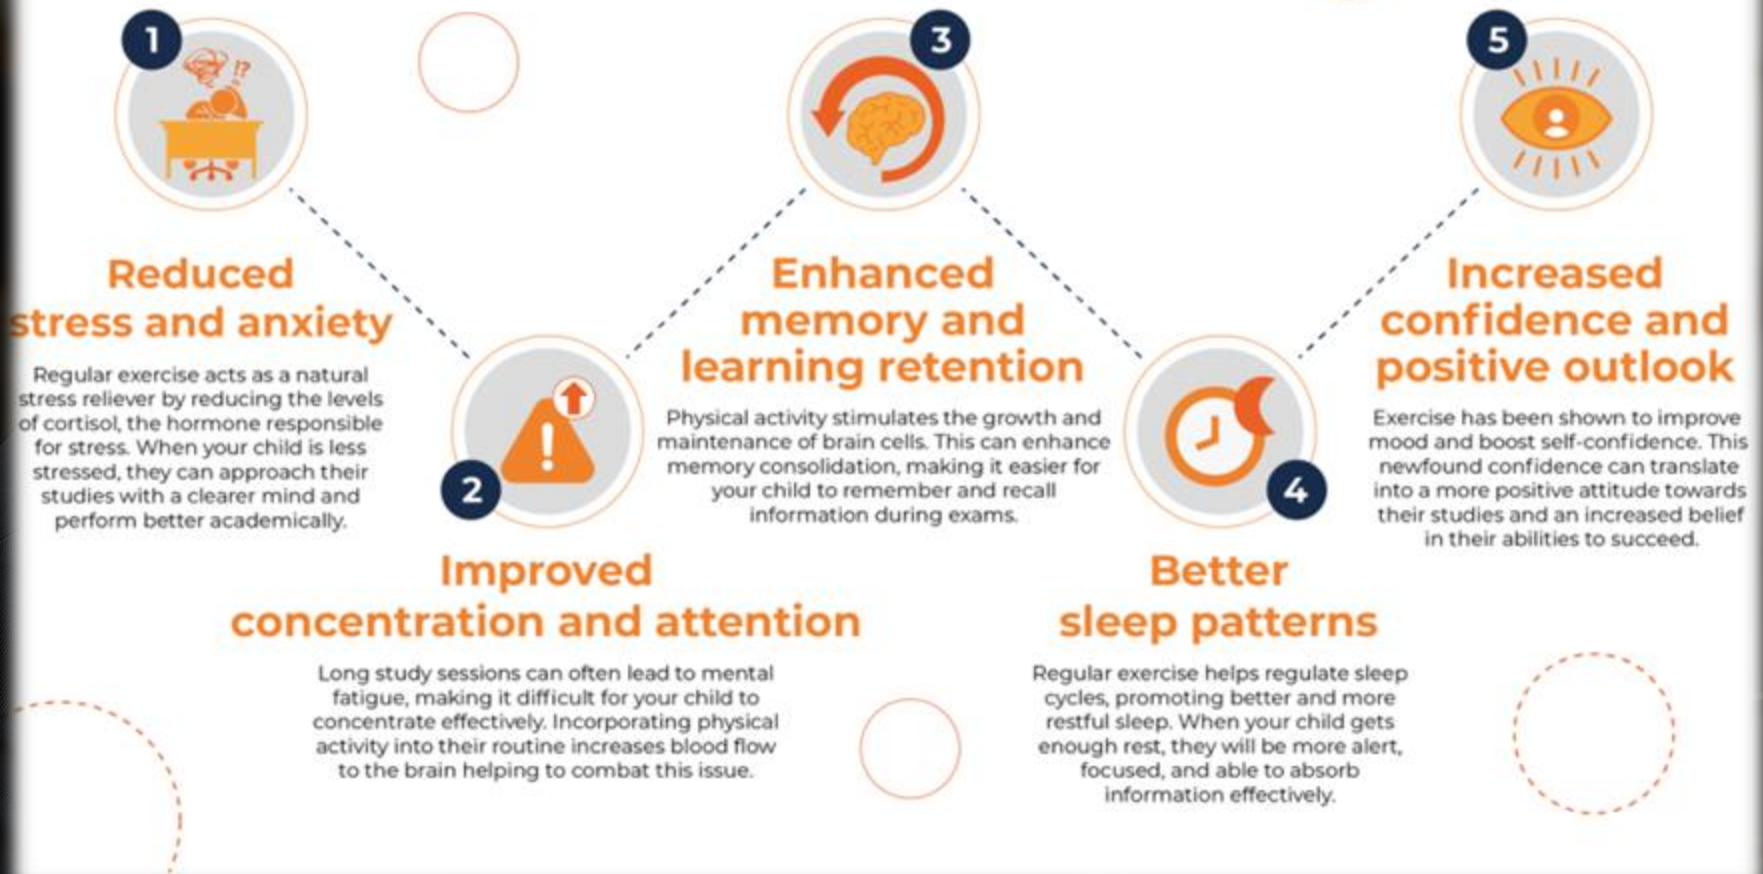 1
!?
Reduced
stress and anxiety
Regular exercise acts as a natural
stress reliever by reducing the levels
of cortisol, the hormone responsible
for stress. When your child is less
stressed, they can approach their
studies with a clearer mind and
perform better academically.
!
2
Improved
concentration and attention
Long study sessions can often lead to mental
fatigue, making it difficult for your child to
concentrate effectively. Incorporating physical
activity into their routine increases blood flow
to the brain helping to combat this issue.
3
Enhanced
memory and
learning retention
Physical activity stimulates the growth and
maintenance of brain cells. This can enhance
memory consolidation, making it easier for
your child to remember and recall
information during exams.
4
Better
sleep patterns
Regular exercise helps regulate sleep
cycles, promoting better and more
restful sleep. When your child gets
enough rest, they will be more alert,
focused, and able to absorb
information effectively.
5
Increased
confidence and
positive outlook
Exercise has been shown to improve
mood and boost self-confidence. This
newfound confidence can translate
into a more positive attitude towards
their studies and an increased belief
in their abilities to succeed.